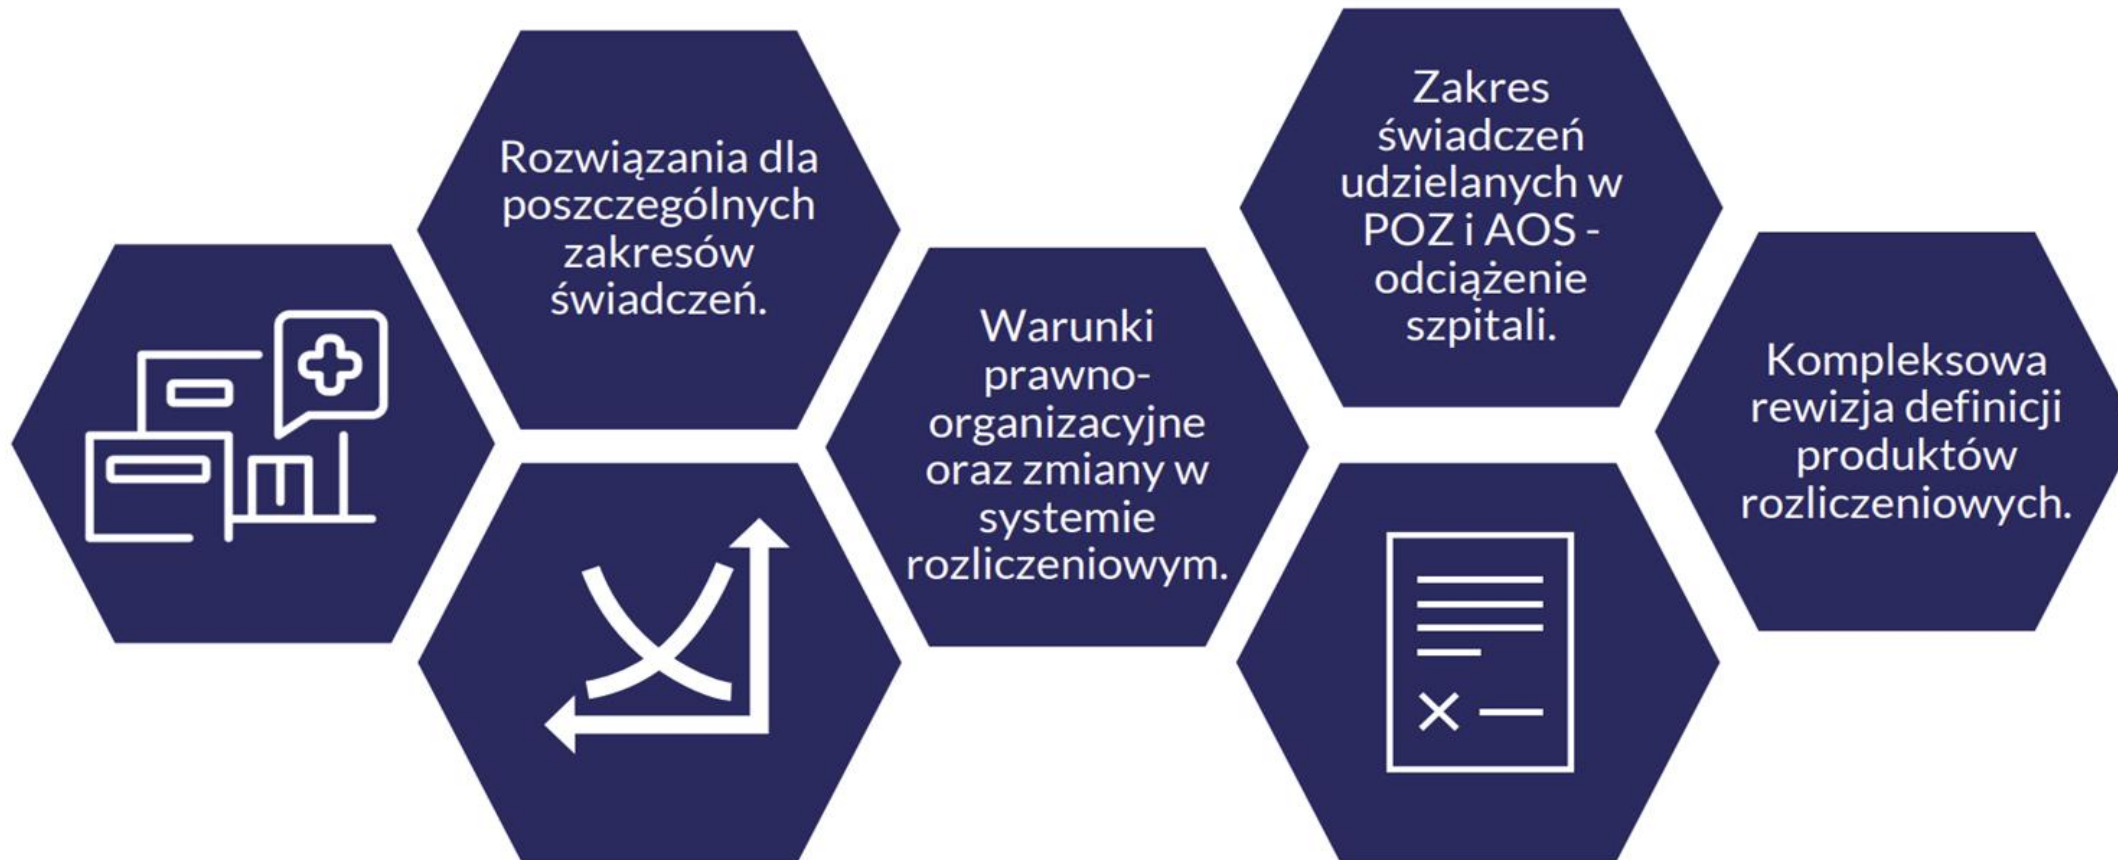 Rozwiązania dla
poszczególnych
zakresów
świadczeń.
Warunki
prawno-
organizacyjne
oraz zmiany w
systemie
rozliczeniowym.
Zakres
świadczeń
udzielanych w
POZ i AOS -
odciążenie
szpitali.
Kompleksowa
rewizja definicji
produktów
rozliczeniowych.